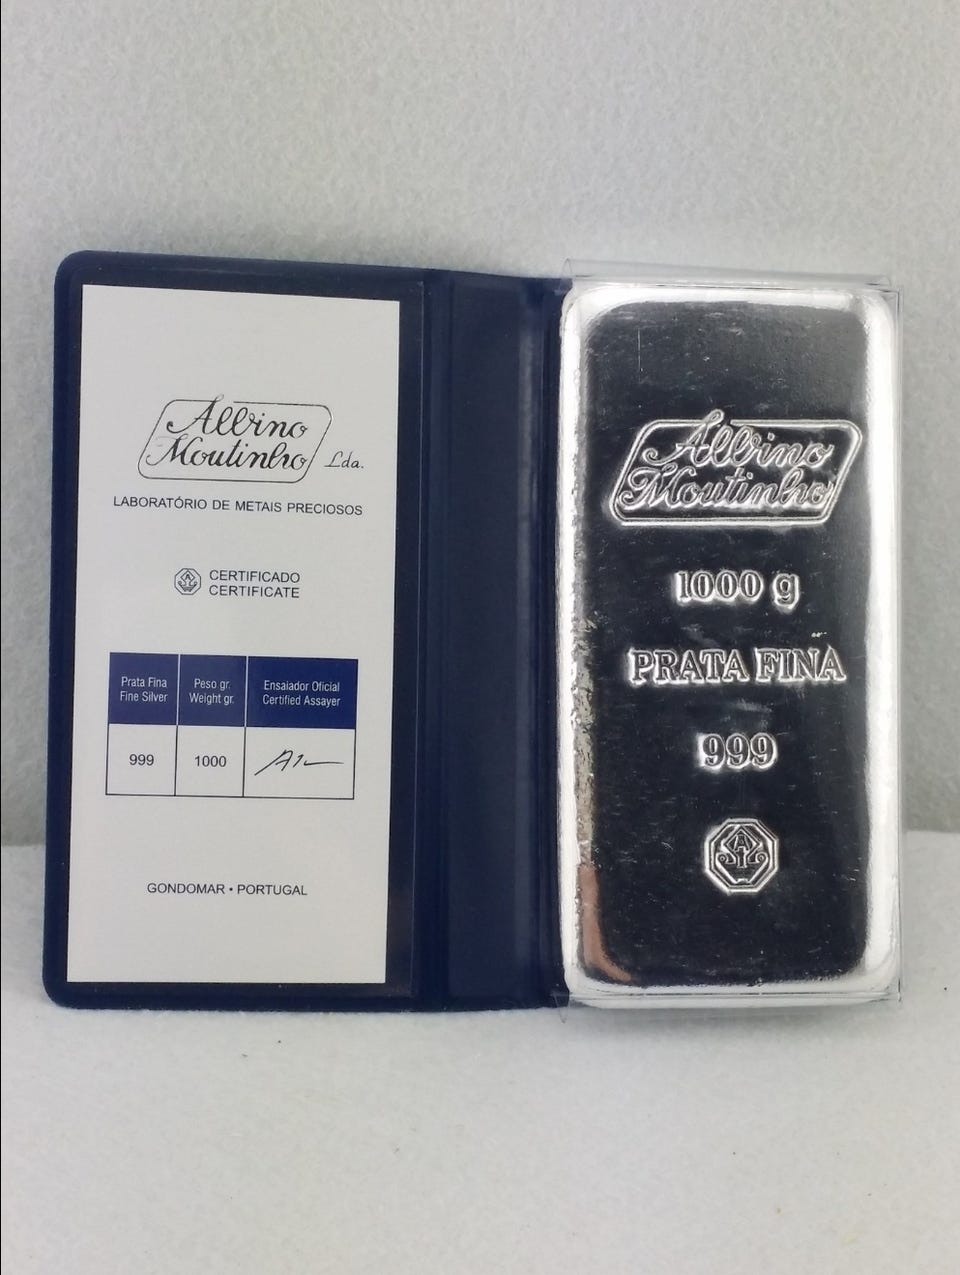 Albino
Moutinho Lda.
LABORATÓRIO DE METAIS PRECIOSOS
CERTIFICADO
CERTIFICATE
Prata Fina
Fine Silver
Peso gr.
Weight gr.
Ensaiador Oficial
Certified Assayer
999
1000
GONDOMAR • PORTUGAL
Albino
Moutinho
1000 g
PRATA FINA
999